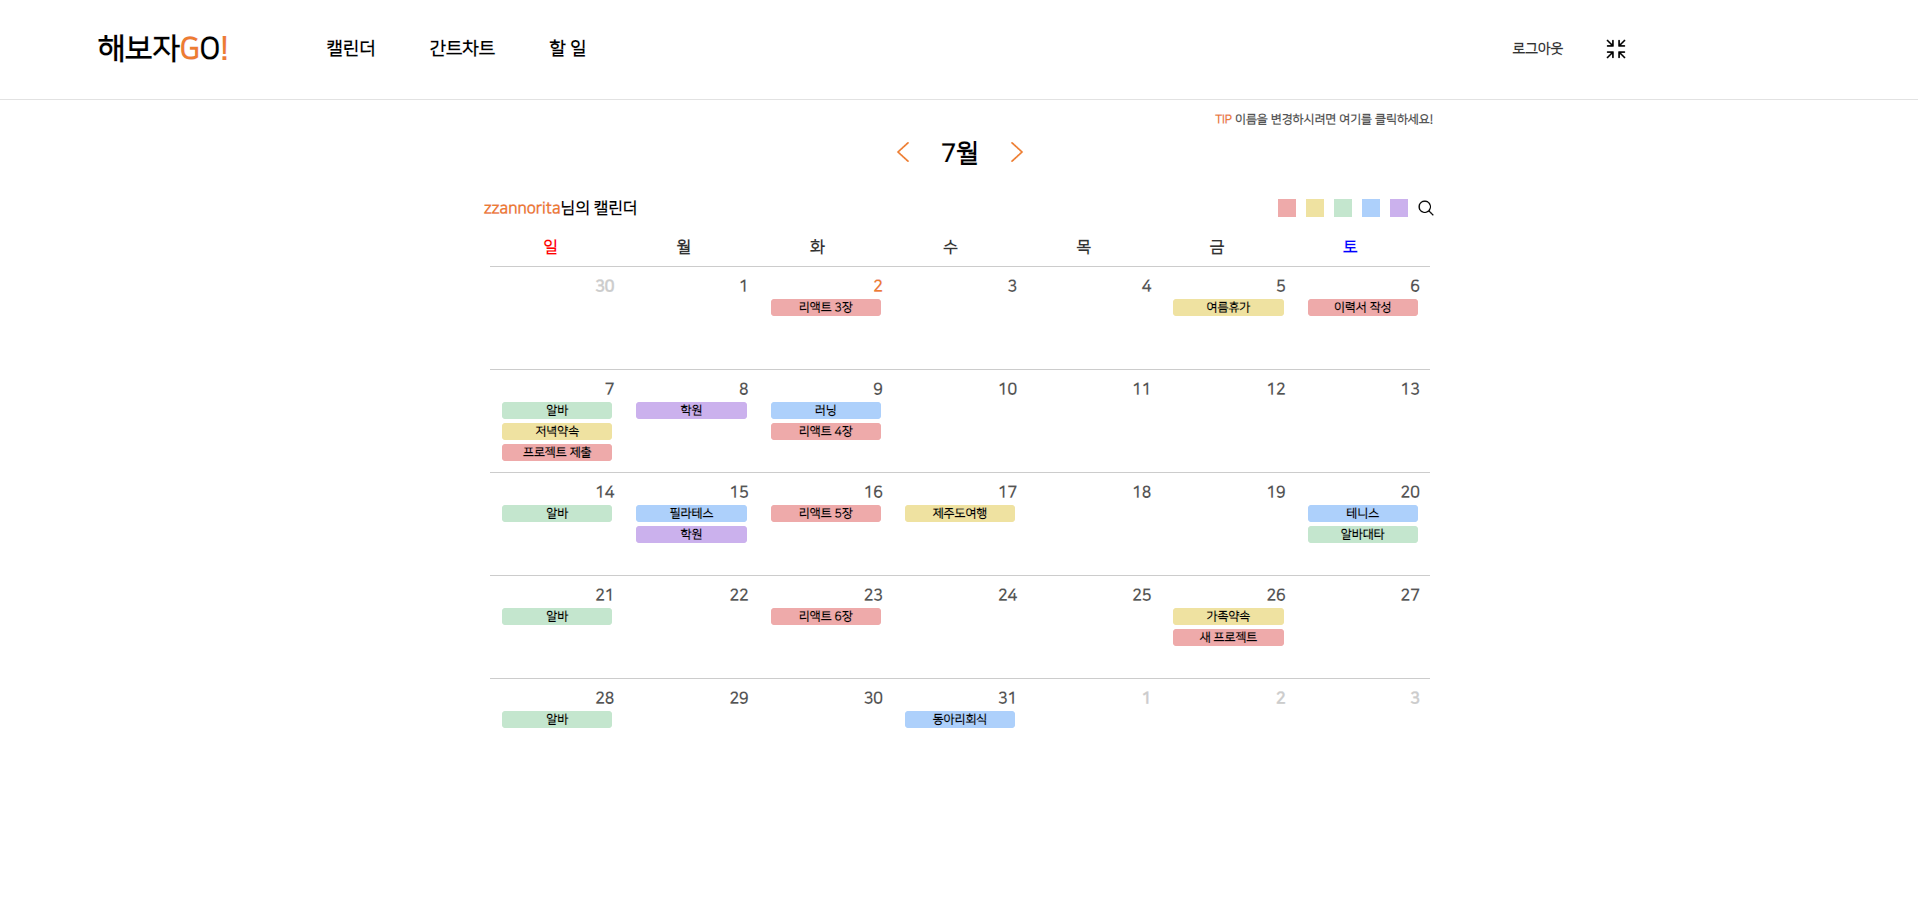 해보자GO! 캘린더 간트차트 할 일 로그아웃
TIP 이름을 변경하시려면 여기를 클릭하세요!
7월
zzannorita님의 캘린더
일 월 화 수 목 금 토
30 1 2 3 4 5 6
리액트 3장 여름휴가 이력서 작성
7 8 9 10 11 12 13
알바 학원 러닝
저녁약속 리액트 4장
프로젝트 제출
14 15 16 17 18 19 20
알바 필라테스 리액트 5장 제주도여행 테니스
학원 알바대타
21 22 23 24 25 26 27
알바 리액트 6장 가족약속
새 프로젝트
28 29 30 31 1 2 3
알바 동아리회식